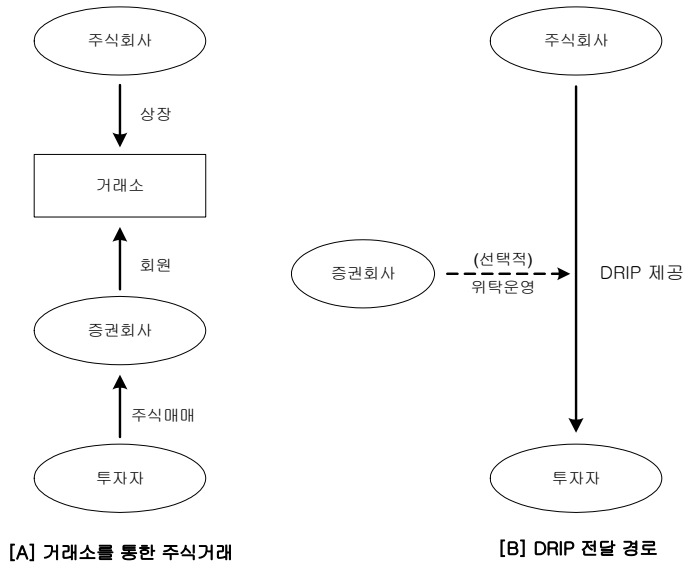 주식회사
상장
거래소
회원
증권회사
주식매매
투자자
[A] 거래소를 통한 주식거래
주식회사
증권회사
(선택적)
위탁운영
DRIP 제공
투자자
[B] DRIP 전달 경로